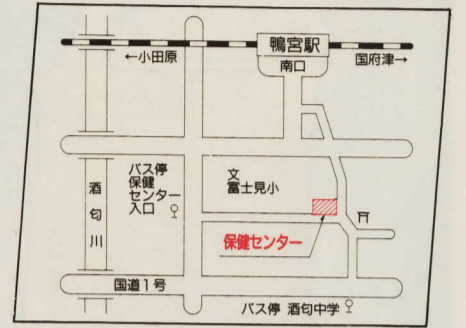 鴨宮駅
←小田原
国府津→
南口
バス停
保健
センター
入口
文
富士見小
酒匂川
保健センター
国道1号
バス停 酒匂中学